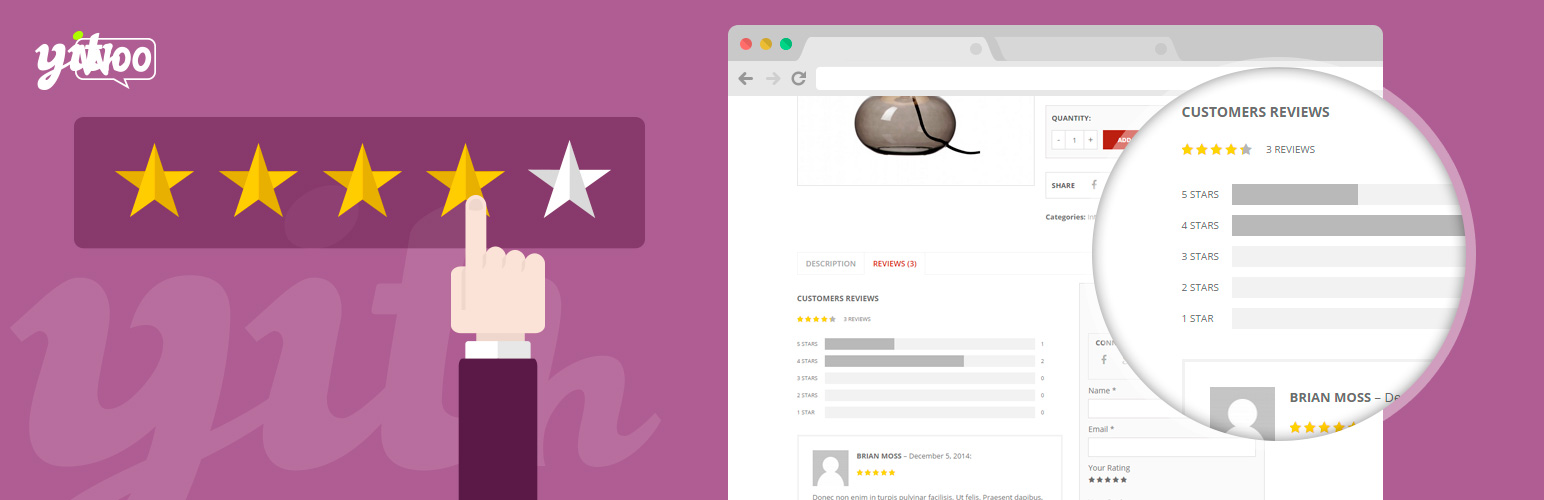 yith
WOO
yith
QUANTITY:
- 1 +
SHARE
Categories:
DESCRIPTION
REVIEWS (3)
CUSTOMERS REVIEWS
3 REVIEWS
5 STARS 1
4 STARS 2
3 STARS 0
2 STARS 0
1 STAR 0
BRIAN MOSS – December 5, 2014:
Donec non enim in turpis pulvinar facilisis. Ut felis. Praesent dapibus,
Name *
Email *
Your Rating
CUSTOMERS REVIEWS
3 REVIEWS
5 STARS
4 STARS
3 STARS
2 STARS
1 STAR
BRIAN MOSS – De